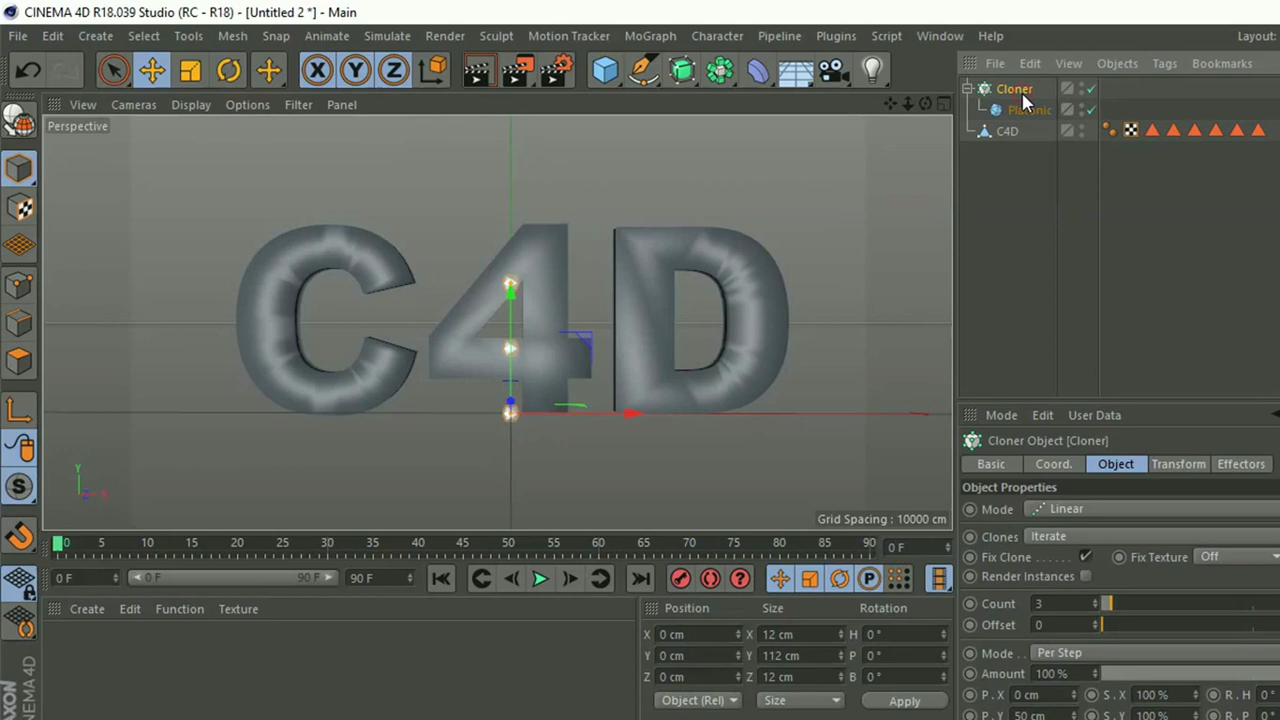 CINEMA 4D R18.039 Studio (RC - R18) - [Untitled 2 *] - Main
File Edit Create Select Tools Mesh Snap Animate Simulate Render Sculpt Motion Tracker MoGraph Character Pipeline Plugins Script Window Help Layout:
X Y Z
File Edit View Objects Tags Bookmarks
Cloner
Platonic
C4D
View Cameras Display Options Filter Panel
Perspective
C4D
Y
Z X
Grid Spacing : 10000 cm
S
Mode Edit User Data
Cloner Object [Cloner]
Basic Coord. Object Transform Effectors
Object Properties
Mode Linear
Clones Iterate
Fix Clone ...... Fix Texture Off
Render Instances
Count 3
Offset 0
Mode .. Per Step
Amount 100 %
P . X 0 cm S . X 100 % R . H 0 °
P . Y 50 cm S . Y 100 % R . P 0 °
0 5 10 15 20 25 30 35 40 45 50 55 60 65 70 75 80 85 90 0 F
0 F 0 F 90 F 90 F
? P
Create Edit Function Texture
Position Size Rotation
X 0 cm X 12 cm H 0 °
Y 0 cm Y 112 cm P 0 °
Z 0 cm Z 12 cm B 0 °
Object (Rel) Size Apply
AXON
NEMA 4D